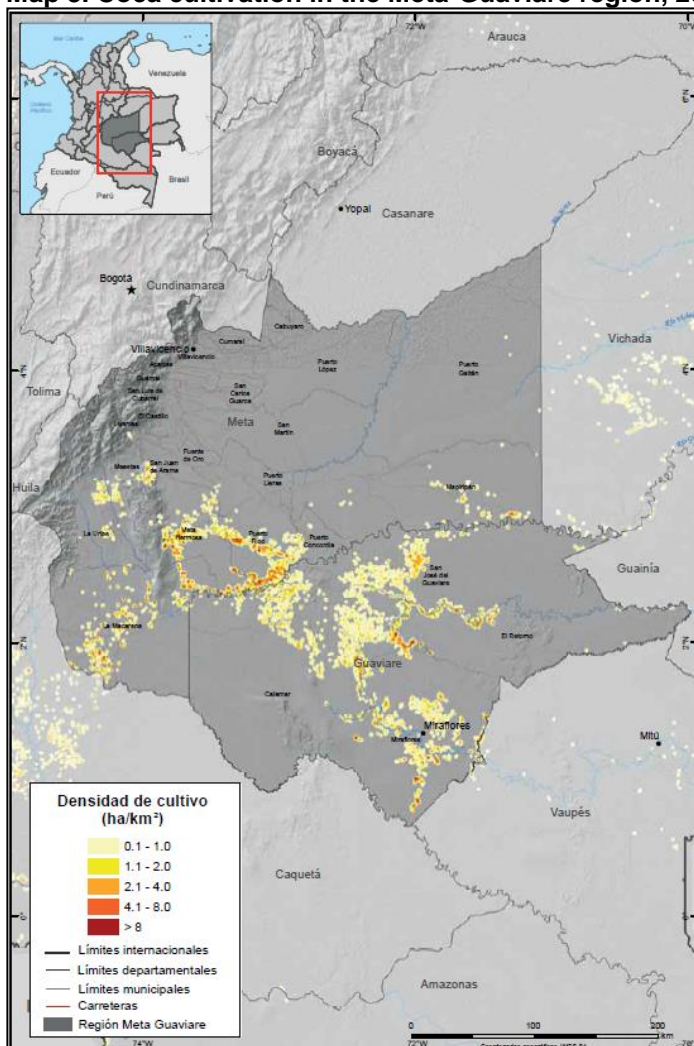 Map 8. Coca cultivation in the Meta-Guaviare region, 20
72°W
70°W
Mar Caribe
Venezuela
Océano
Pacífico
Ecuador
Perú
Brasil
Arauca
6°N
Boyacá
Yopal
Casanare
Bogotá
Cundinamarca
Cabuyaro
Cumaral
Villavicencio
Villavicencio
Vichada
Puerto
López
Puerto
Gaitán
4°N
4°N
Acacías
Guamal
San Luis de
Cubarral
San
Carlos
Guaroa
Tolima
El Castillo
Lejanías
Meta
San
Martín
Fuente
de Oro
Mesetas
San Juan
de Arama
Puerto
Lleras
Huila
Mapiripán
La Uribe
Vista
Hermosa
Puerto
Rico
Puerto
Concordia
San
José del
Guaviare
Guainía
La Macarena
2°N
2°N
El Retorno
Guaviare
Calamar
Miraflores
Miraflores
Mitú
Vaupés
Densidad de cultivo
(ha/km²)
0.1 - 1.0
1.1 - 2.0
2.1 - 4.0
4.1 - 8.0
> 8
Límites internacionales
Límites departamentales
Límites municipales
Carreteras
Región Meta Guaviare
Caquetá
Amazonas
0 100 200
km
74°W
72°W